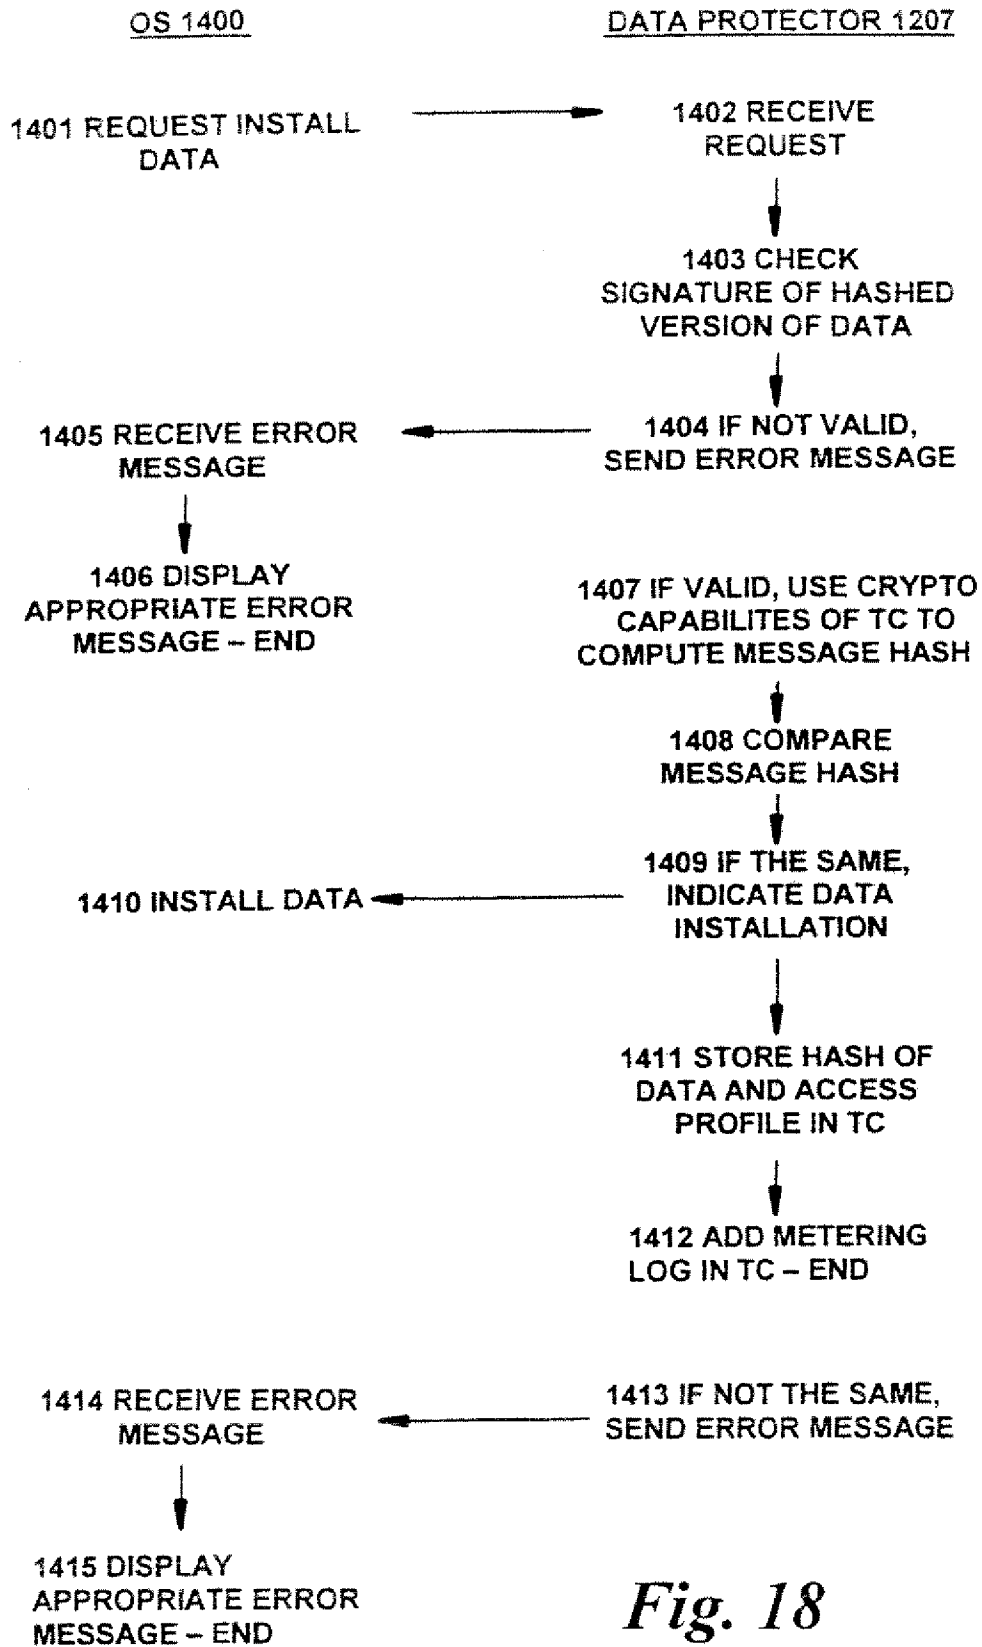 OS 1400
DATA PROTECTOR 1207
1401 REQUEST INSTALL
DATA
1402 RECEIVE
REQUEST
1403 CHECK
SIGNATURE OF HASHED
VERSION OF DATA
1404 IF NOT VALID,
SEND ERROR MESSAGE
1405 RECEIVE ERROR
MESSAGE
1406 DISPLAY
APPROPRIATE ERROR
MESSAGE – END
1407 IF VALID, USE CRYPTO
CAPABILITES OF TC TO
COMPUTE MESSAGE HASH
1408 COMPARE
MESSAGE HASH
1409 IF THE SAME,
INDICATE DATA
INSTALLATION
1410 INSTALL DATA
1411 STORE HASH OF
DATA AND ACCESS
PROFILE IN TC
1412 ADD METERING
LOG IN TC – END
1413 IF NOT THE SAME,
SEND ERROR MESSAGE
1414 RECEIVE ERROR
MESSAGE
1415 DISPLAY
APPROPRIATE ERROR
MESSAGE – END
Fig. 18